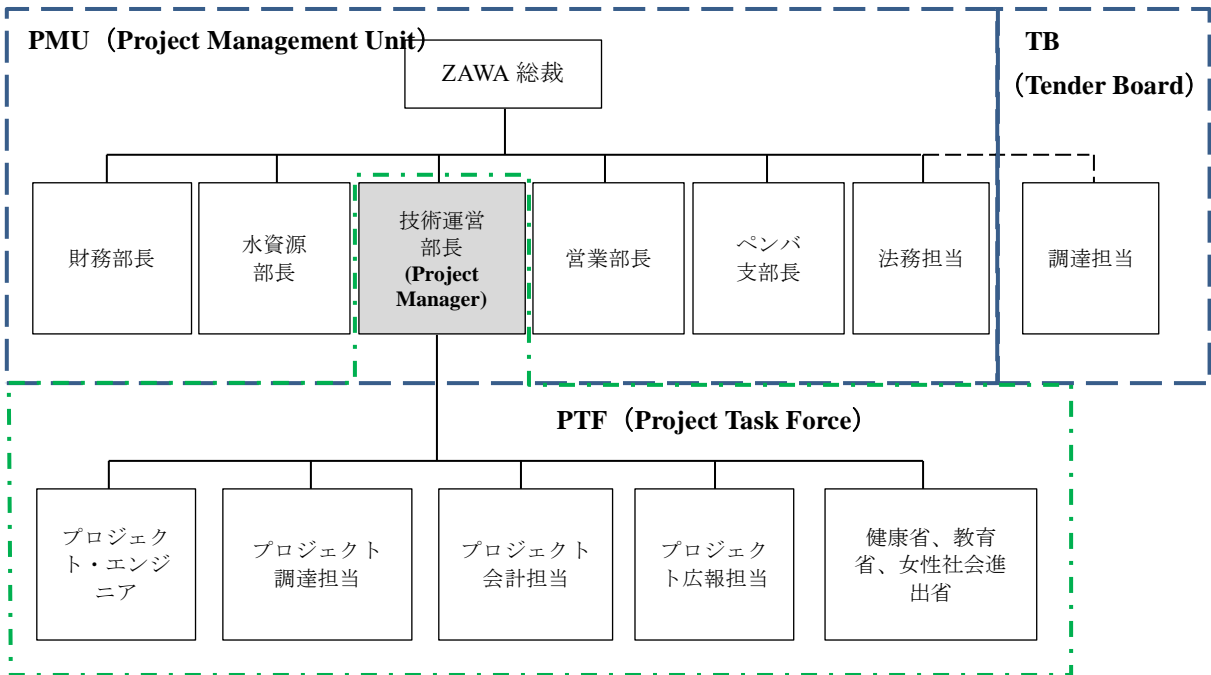 PMU（Project Management Unit）
TB
（Tender Board）
ZAWA 総裁
財務部長
水資源
部長
技術運営
部長
(Project
Manager)
営業部長
ペンバ
支部長
法務担当
調達担当
PTF（Project Task Force）
プロジェク
ト・エンジ
ニア
プロジェクト
調達担当
プロジェクト
会計担当
プロジェク
ト広報担当
健康省、教育
省、女性社会進
出省